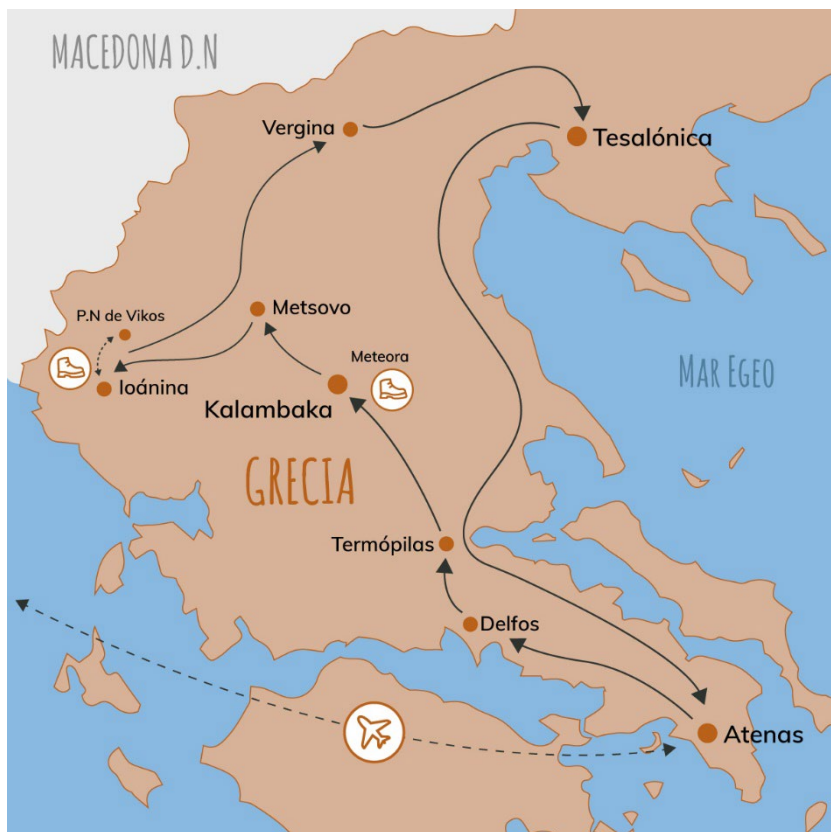 MACEDONA D.N
Vergina
Tesalónica
Metsovo
P.N de Vikos
Meteora
Mar Egeo
Ioánina
Kalambaka
GRECIA
Termópilas
Delfos
Atenas